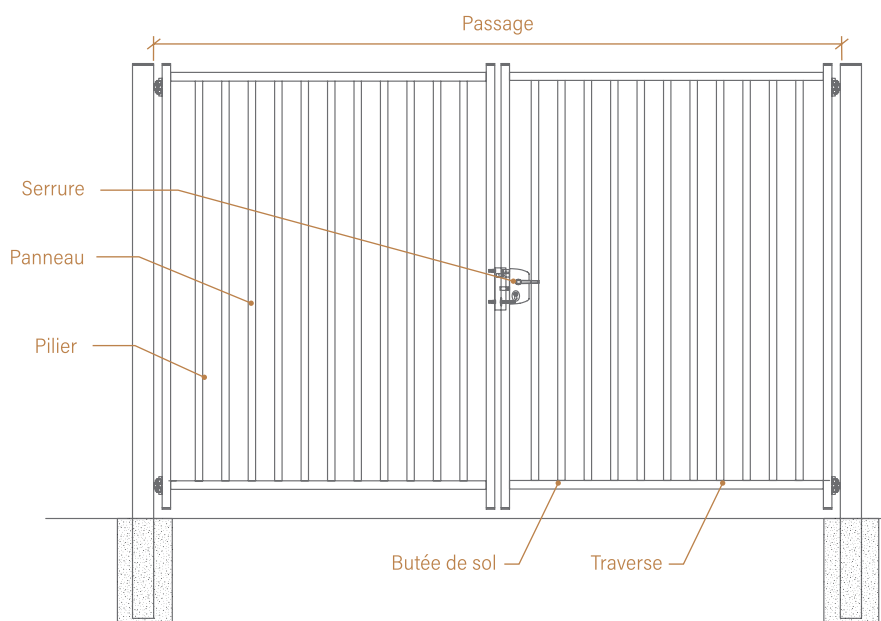 Passage
Serrure
Panneau
Pilier
Butée de sol
Traverse